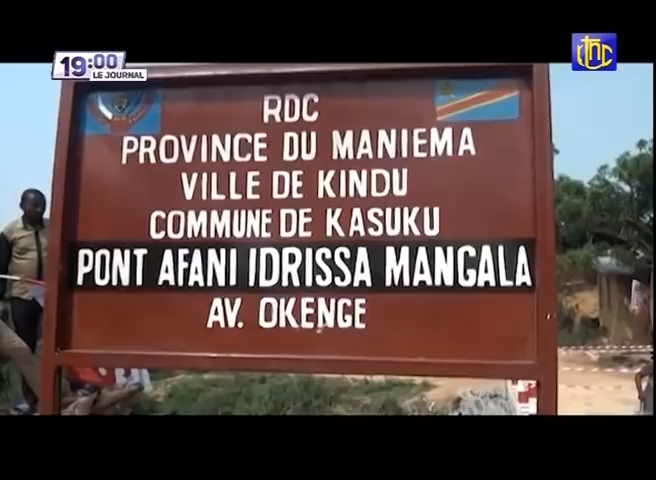 19:00
LE JOURNAL
RDC
PROVINCE DU MANIEMA
VILLE DE KINDU
COMMUNE DE KASUKU
PONT AFANI IDRISSA MANGALA
AV. OKENGE